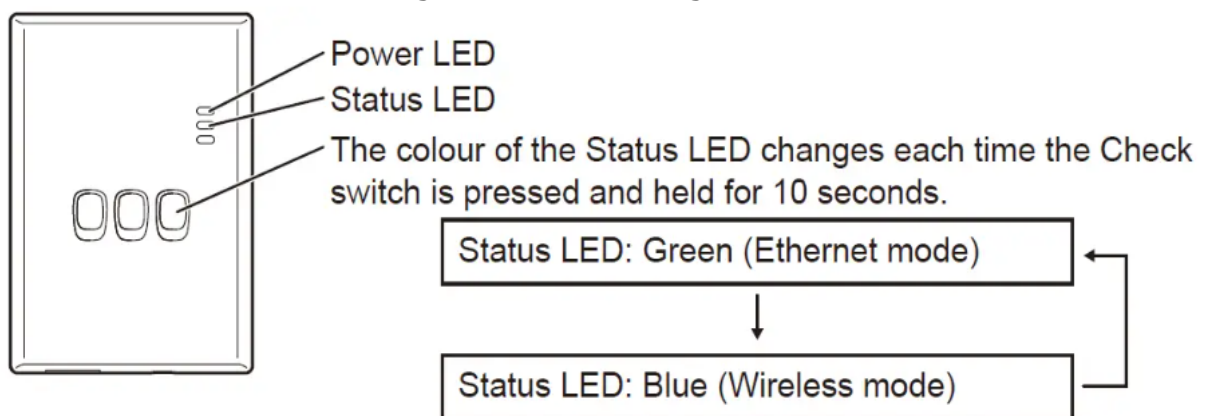 Power LED
Status LED
The colour of the Status LED changes each time the Check
switch is pressed and held for 10 seconds.
Status LED: Green (Ethernet mode)
Status LED: Blue (Wireless mode)